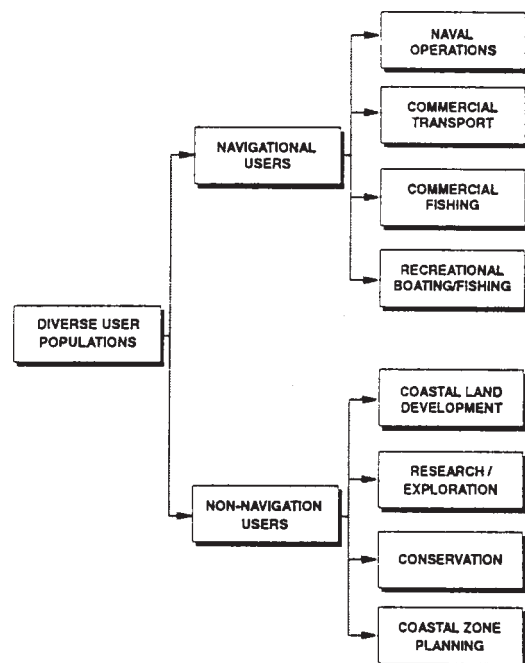 NAVAL
OPERATIONS
COMMERCIAL
TRANSPORT
NAVIGATIONAL
USERS
COMMERCIAL
FISHING
RECREATIONAL
BOATING/FISHING
DIVERSE USER
POPULATIONS
COASTAL LAND
DEVELOPMENT
RESEARCH /
EXPLORATION
NON-NAVIGATION
USERS
CONSERVATION
COASTAL ZONE
PLANNING